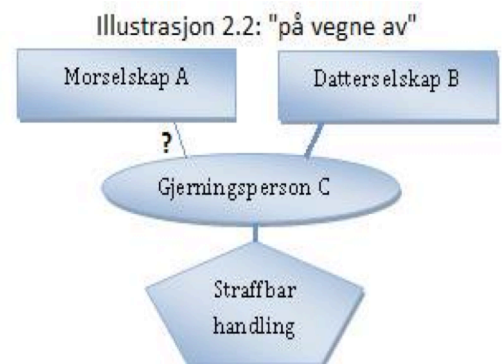 Illustrasjon 2.2: "på vegne av"
Morselskap A
Datterselskap B
?
Gjerningsperson C
Straffbar
handling